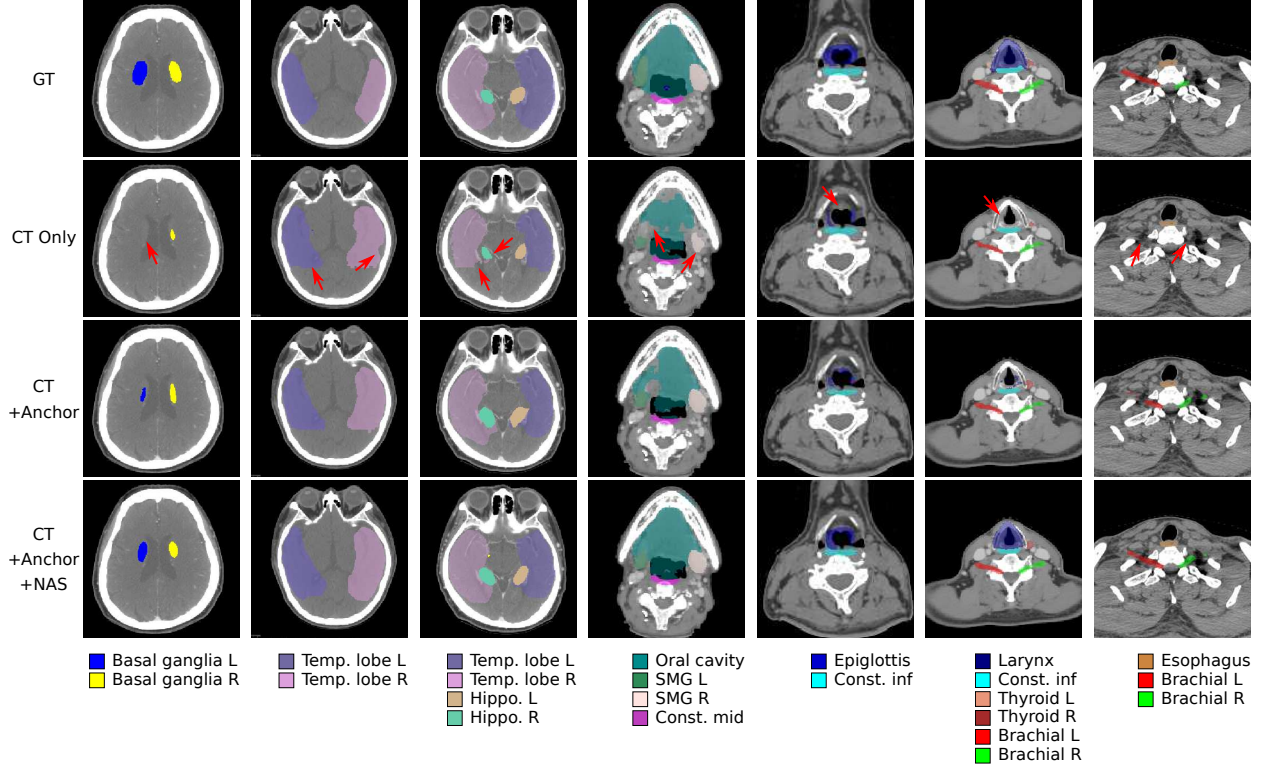 GT
CT Only
CT
+Anchor
CT
+Anchor
+NAS
Basal ganglia L
Basal ganglia R
Temp. lobe L
Temp. lobe R
Temp. lobe L
Temp. lobe R
Hippo. L
Hippo. R
Oral cavity
SMG L
SMG R
Const. mid
Epiglottis
Const. inf
Larynx
Const. inf
Thyroid L
Thyroid R
Brachial L
Brachial R
Esophagus
Brachial L
Brachial R